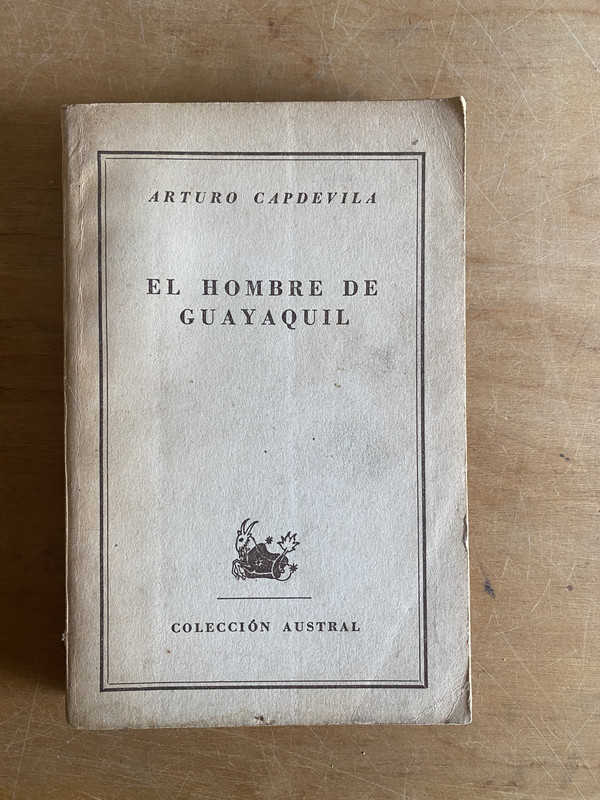 ARTURO CAPDEVILA
EL HOMBRE DE
GUAYAQUIL
COLECCIÓN AUSTRAL